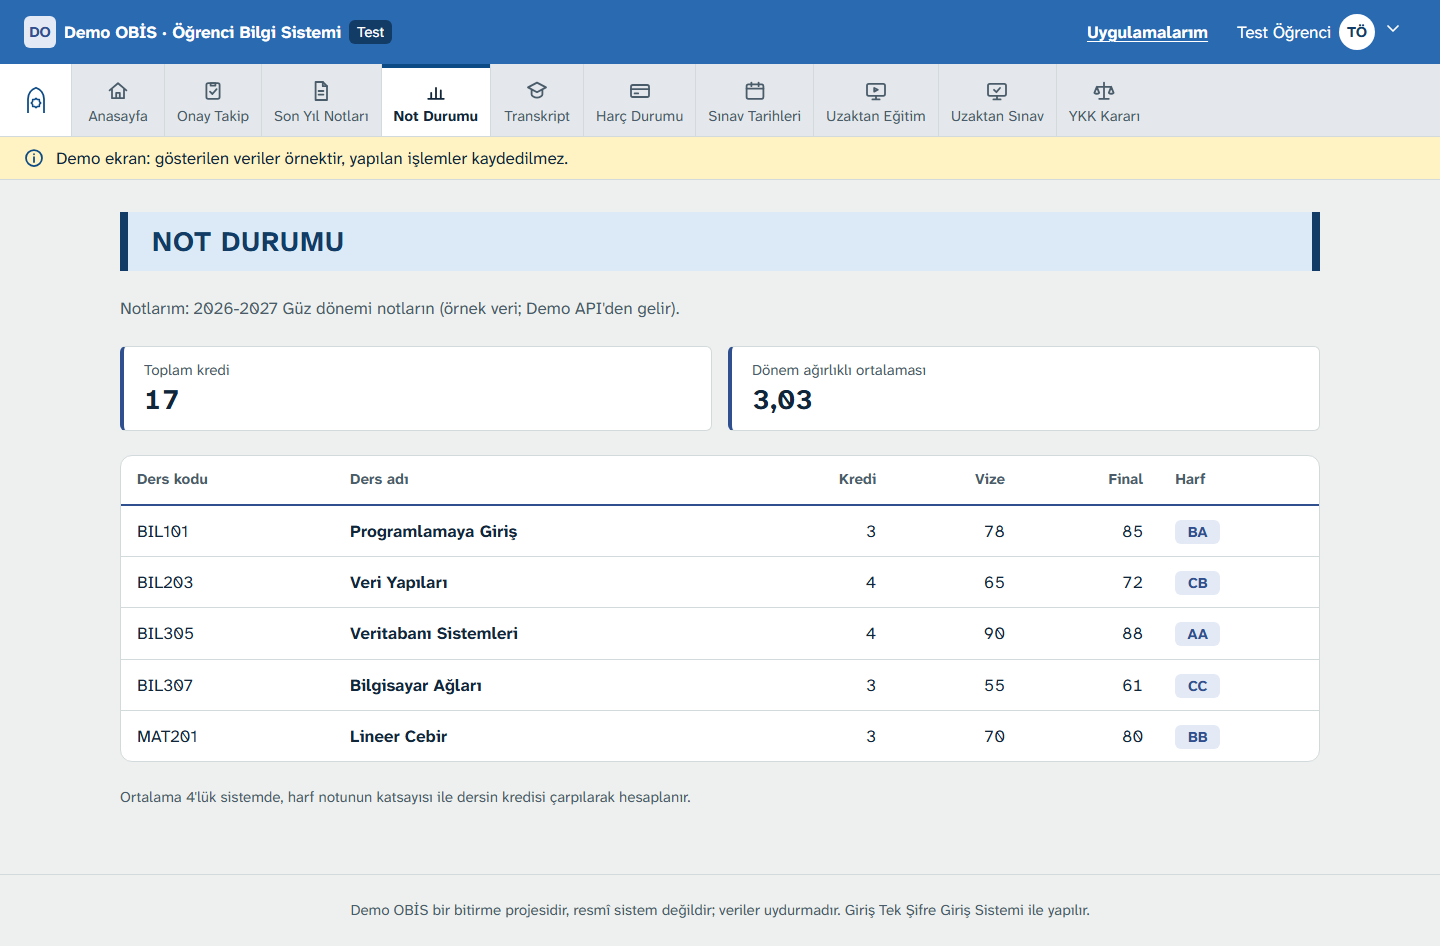 DO Demo OBİS · Öğrenci Bilgi Sistemi Test Uygulamalarım Test Öğrenci TÖ
Anasayfa Onay Takip Son Yıl Notları Not Durumu Transkript Harç Durumu Sınav Tarihleri Uzaktan Eğitim Uzaktan Sınav YKK Kararı
Demo ekran: gösterilen veriler örnektir, yapılan işlemler kaydedilmez.
NOT DURUMU
Notlarım: 2026-2027 Güz dönemi notların (örnek veri; Demo API'den gelir).
Toplam kredi
17
Dönem ağırlıklı ortalaması
3,03
Ders kodu Ders adı Kredi Vize Final Harf
BIL101 Programlamaya Giriş 3 78 85 BA
BIL203 Veri Yapıları 4 65 72 CB
BIL305 Veritabanı Sistemleri 4 90 88 AA
BIL307 Bilgisayar Ağları 3 55 61 CC
MAT201 Lineer Cebir 3 70 80 BB
Ortalama 4'lük sistemde, harf notunun katsayısı ile dersin kredisi çarpılarak hesaplanır.
Demo OBİS bir bitirme projesidir, resmî sistem değildir; veriler uydurmadır. Giriş Tek Şifre Giriş Sistemi ile yapılır.